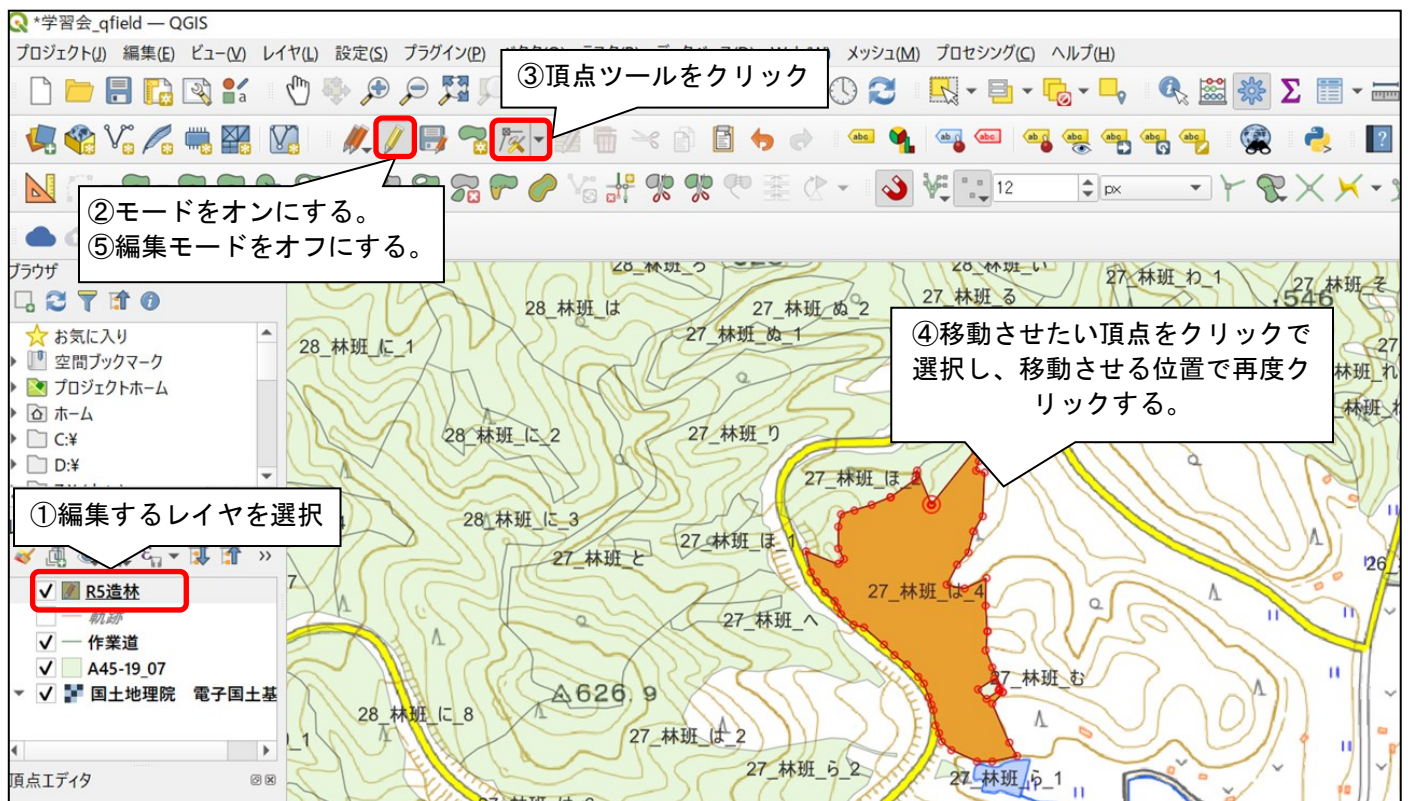 *学習会_qfield — QGIS
プロジェクト(J) 編集(E) ビュー(V) レイヤ(L) 設定(S) プラグイン(P) メッシュ(M) プロセシング(C) ヘルプ(H)
③頂点ツールをクリック
abc
12
px
②モードをオンにする。
⑤編集モードをオフにする。
ブラウザ
お気に入り
空間ブックマーク
プロジェクトホーム
ホーム
C:¥
D:¥
①編集するレイヤを選択
R5造林
軌跡
作業道
A45-19_07
国土地理院 電子国土基
頂点エディタ
④移動させたい頂点をクリックで
選択し、移動させる位置で再度ク
リックする。
28_林班_は
27_林班_ぬ_2
27_林班_る
27_林班_わ_1
27_林班_そ
546
28_林班_に_1
27_林班_ぬ_1
28_林班_に_2
27_林班_り
28_林班_に_3
27_林班_と
27_林班_ほ_1
27_林班_は_4
27_林班_へ
27_林班_む
626.9
28_林班_に_8
27_林班_は_2
27_林班_ら_2
27_林班_ら_1